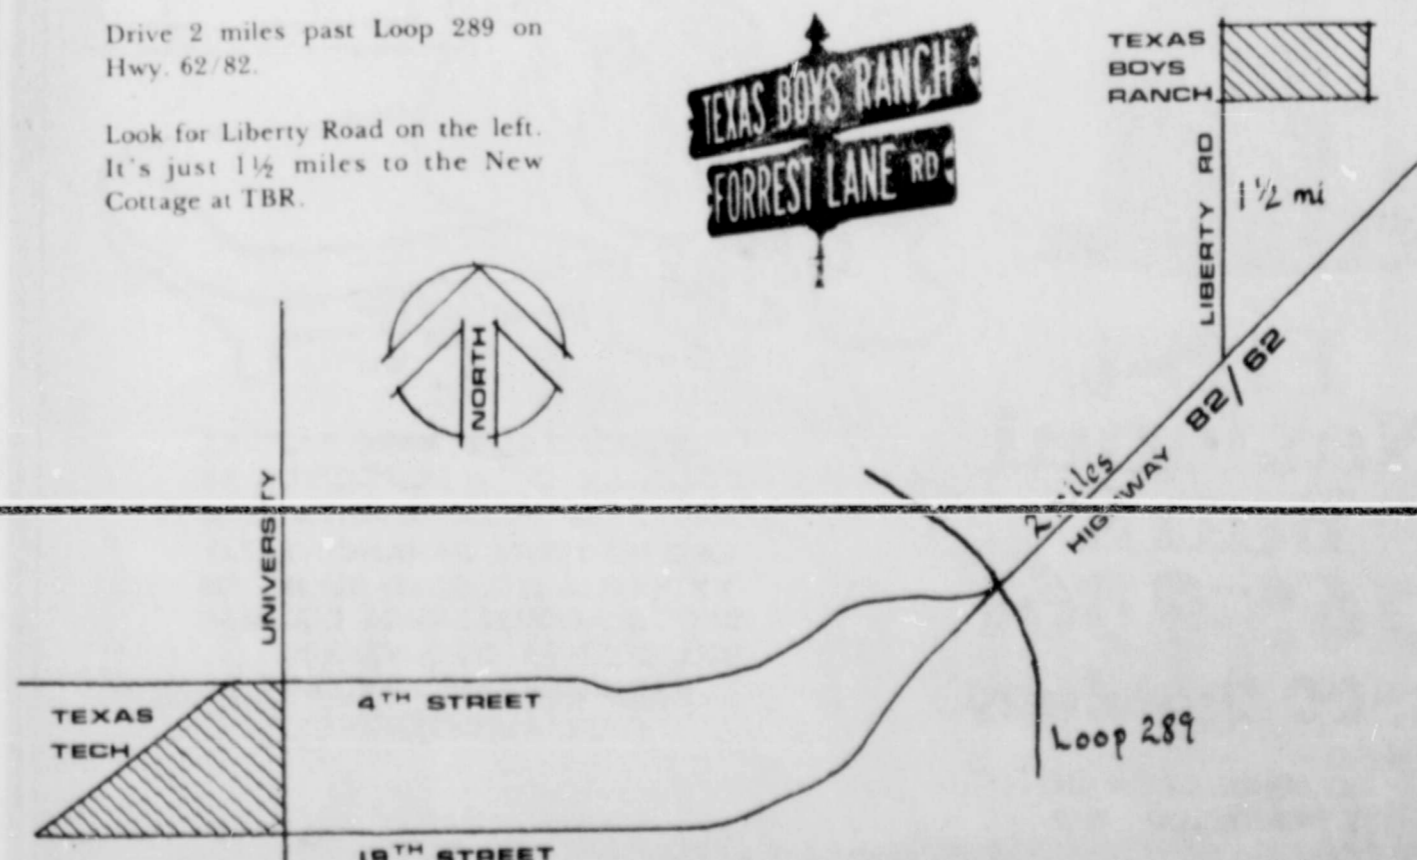 Drive 2 miles past Loop 289 on
Hwy. 62/82.
Look for Liberty Road on the left.
It's just 1½ miles to the New
Cottage at TBR.
TEXAS BOYS RANCH
FORREST LANE RD
TEXAS
BOYS
RANCH
LIBERTY RD
1½ mi
NORTH
82/62
2 miles
HIGHWAY
UNIVERSITY
4TH STREET
TEXAS
TECH
Loop 289
19TH STREET